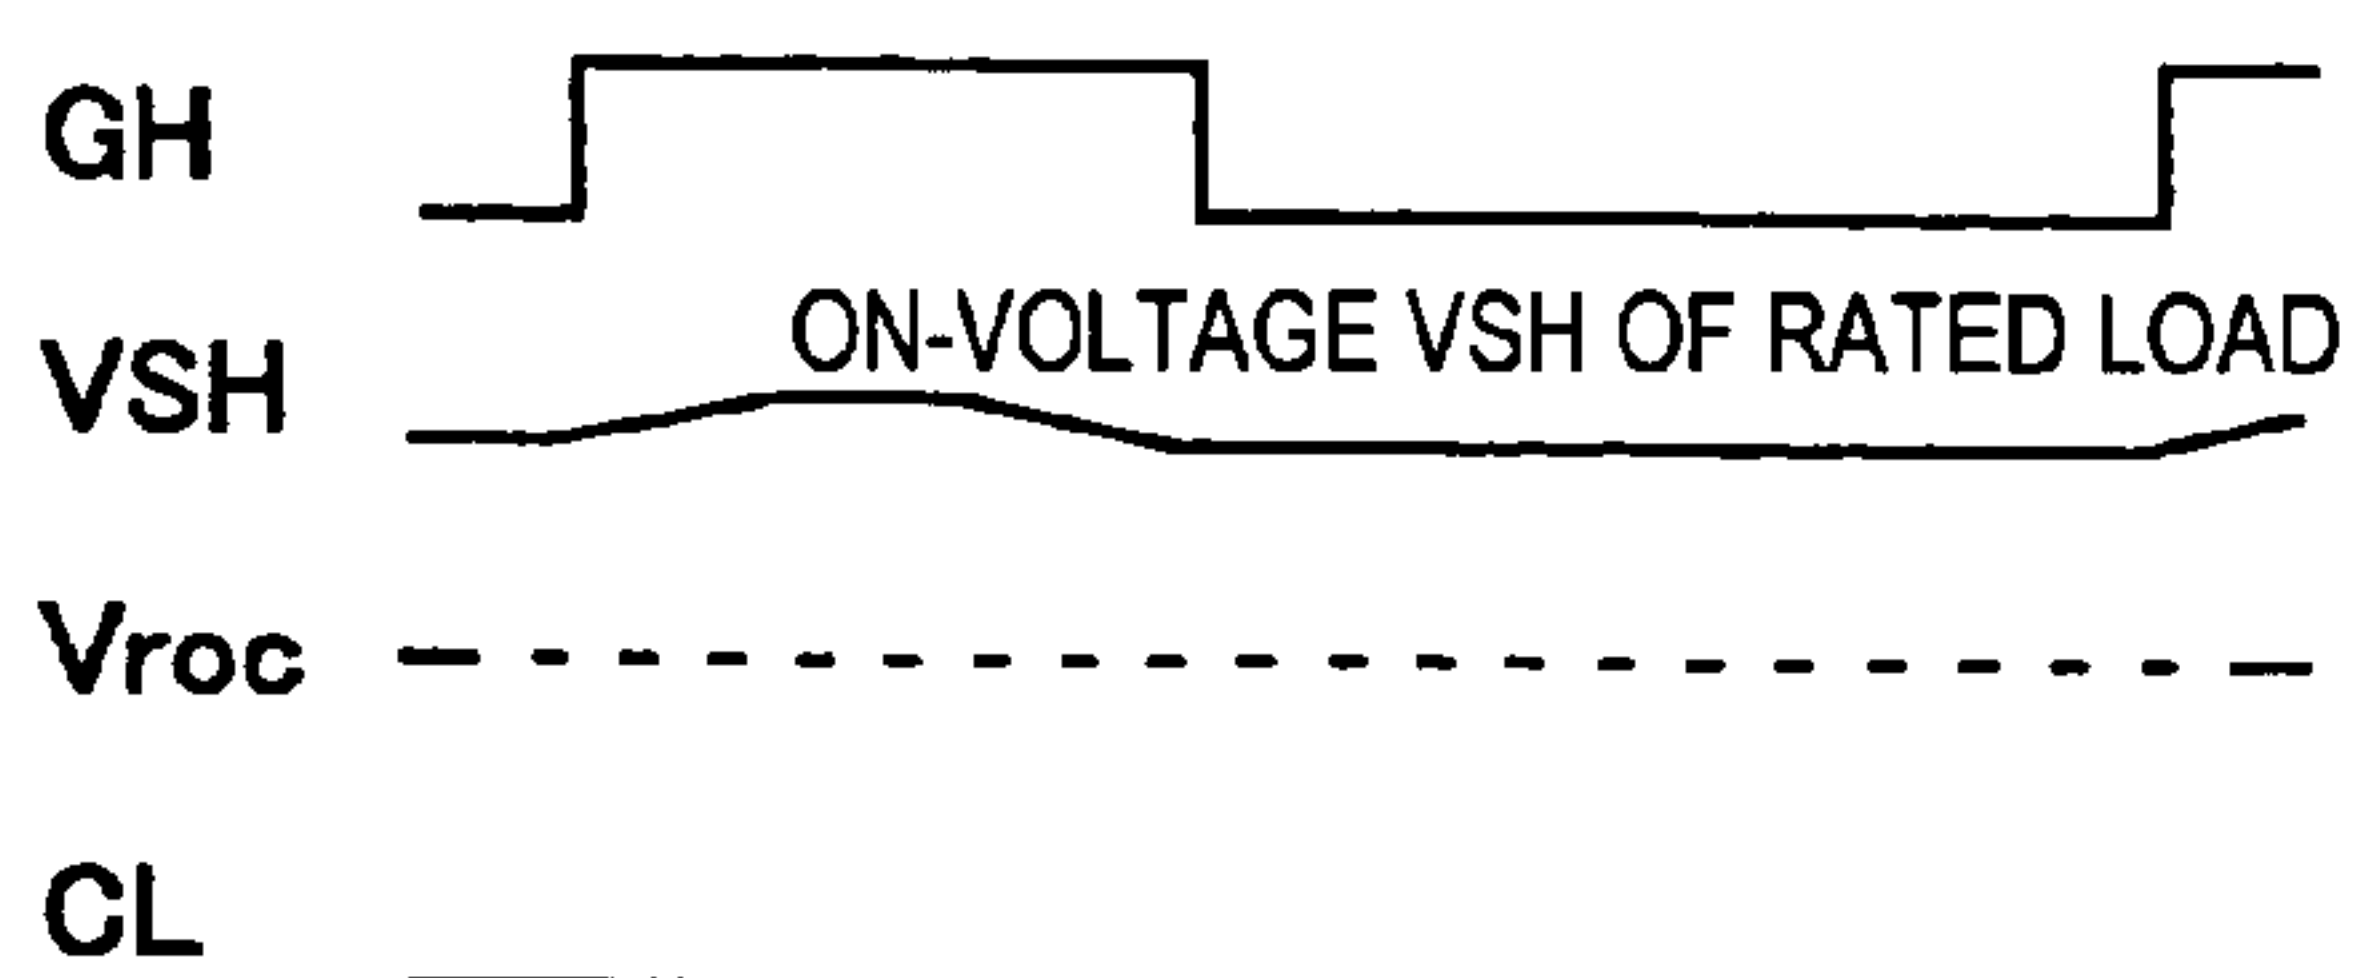 GH
ON-VOLTAGE VSH OF RATED LOAD
VSH
Vroc
CL